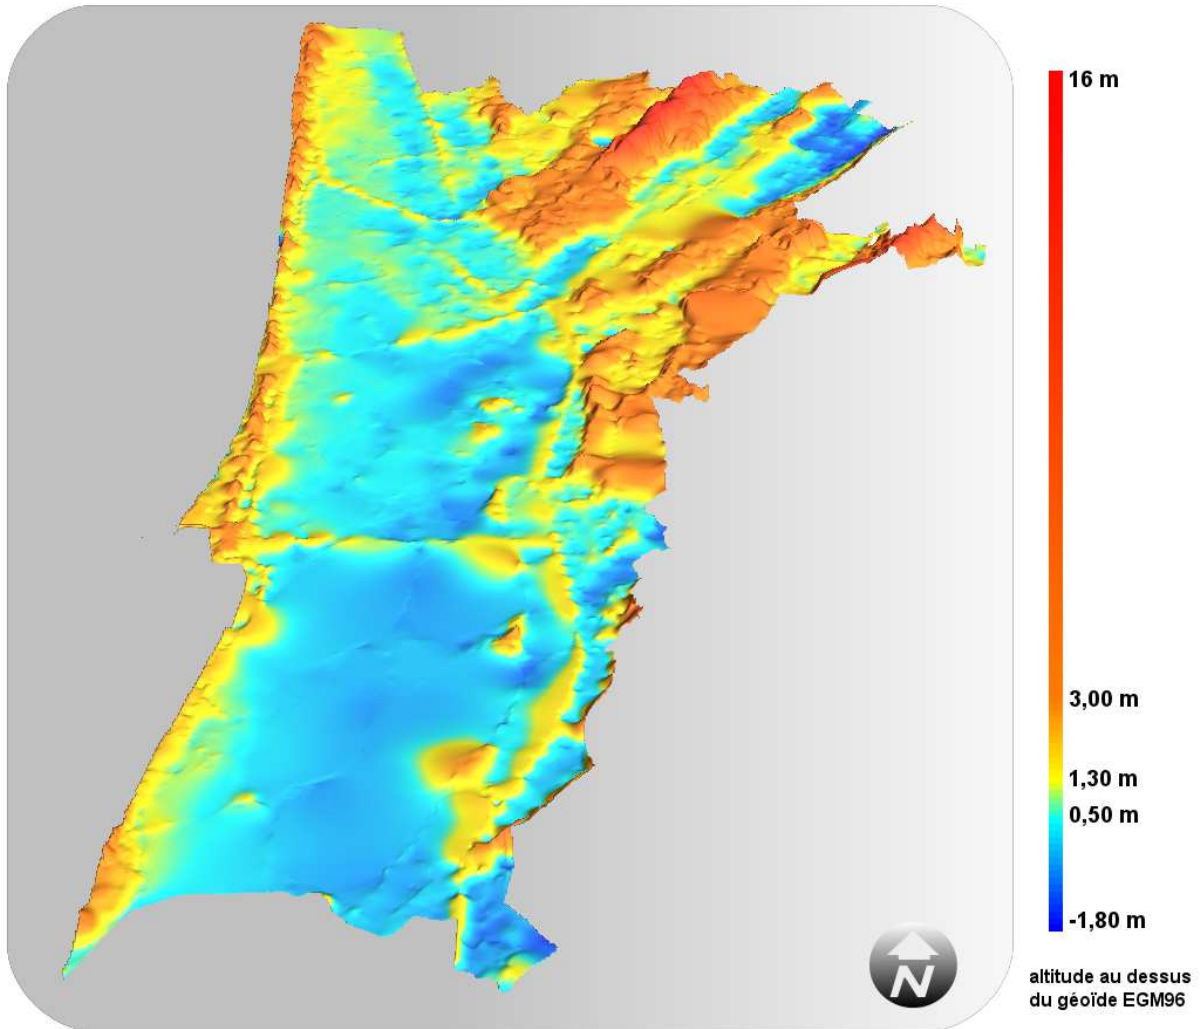 16 m
3,00 m
1,30 m
0,50 m
-1,80 m
altitude au dessus
du géoïde EGM96
N